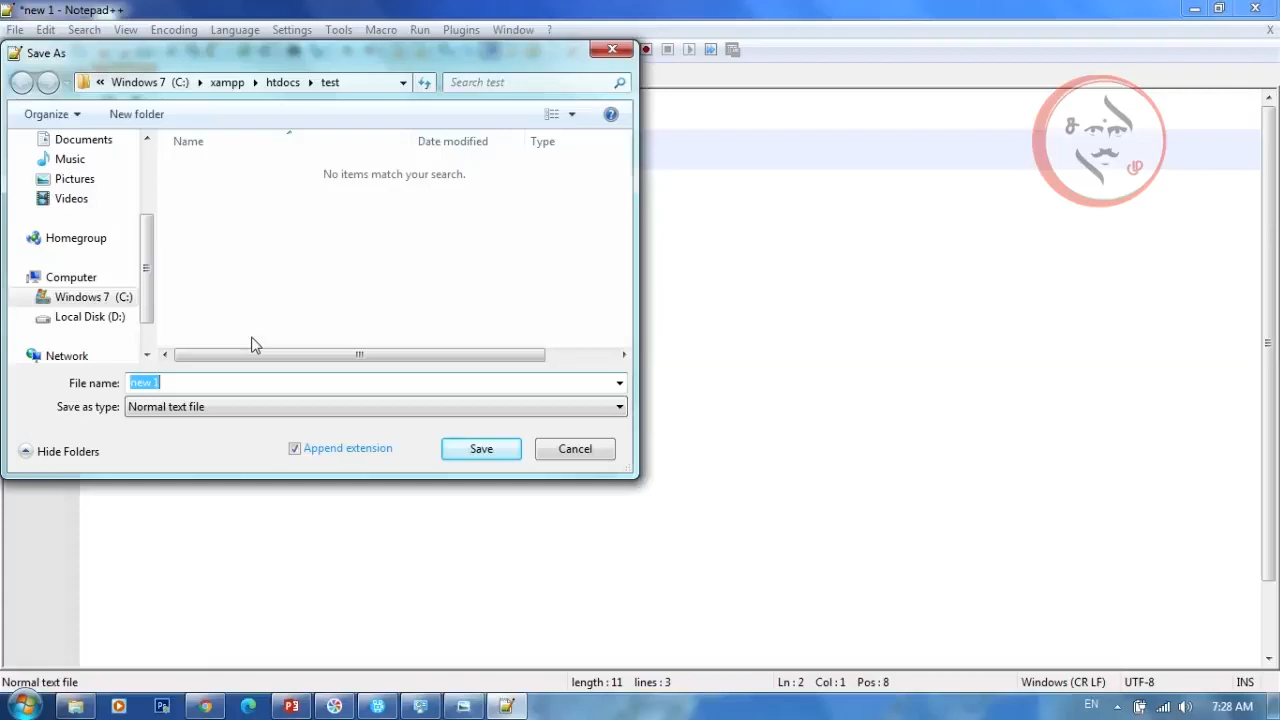 *new 1 - Notepad++
File Edit Search View Encoding Language Settings Tools Macro Run Plugins Window ? X
Save As
« Windows 7 (C:) xampp htdocs test Search test
Organize New folder
Documents
Music
Pictures
Videos
Homegroup
Computer
Windows 7 (C:)
Local Disk (D:)
Network
Name Date modified Type
No items match your search.
File name: new 1
Save as type: Normal text file
Hide Folders Append extension Save Cancel
Normal text file length : 11 lines : 3 Ln : 2 Col : 1 Pos : 8 Windows (CR LF) UTF-8 INS
EN 7:28 AM